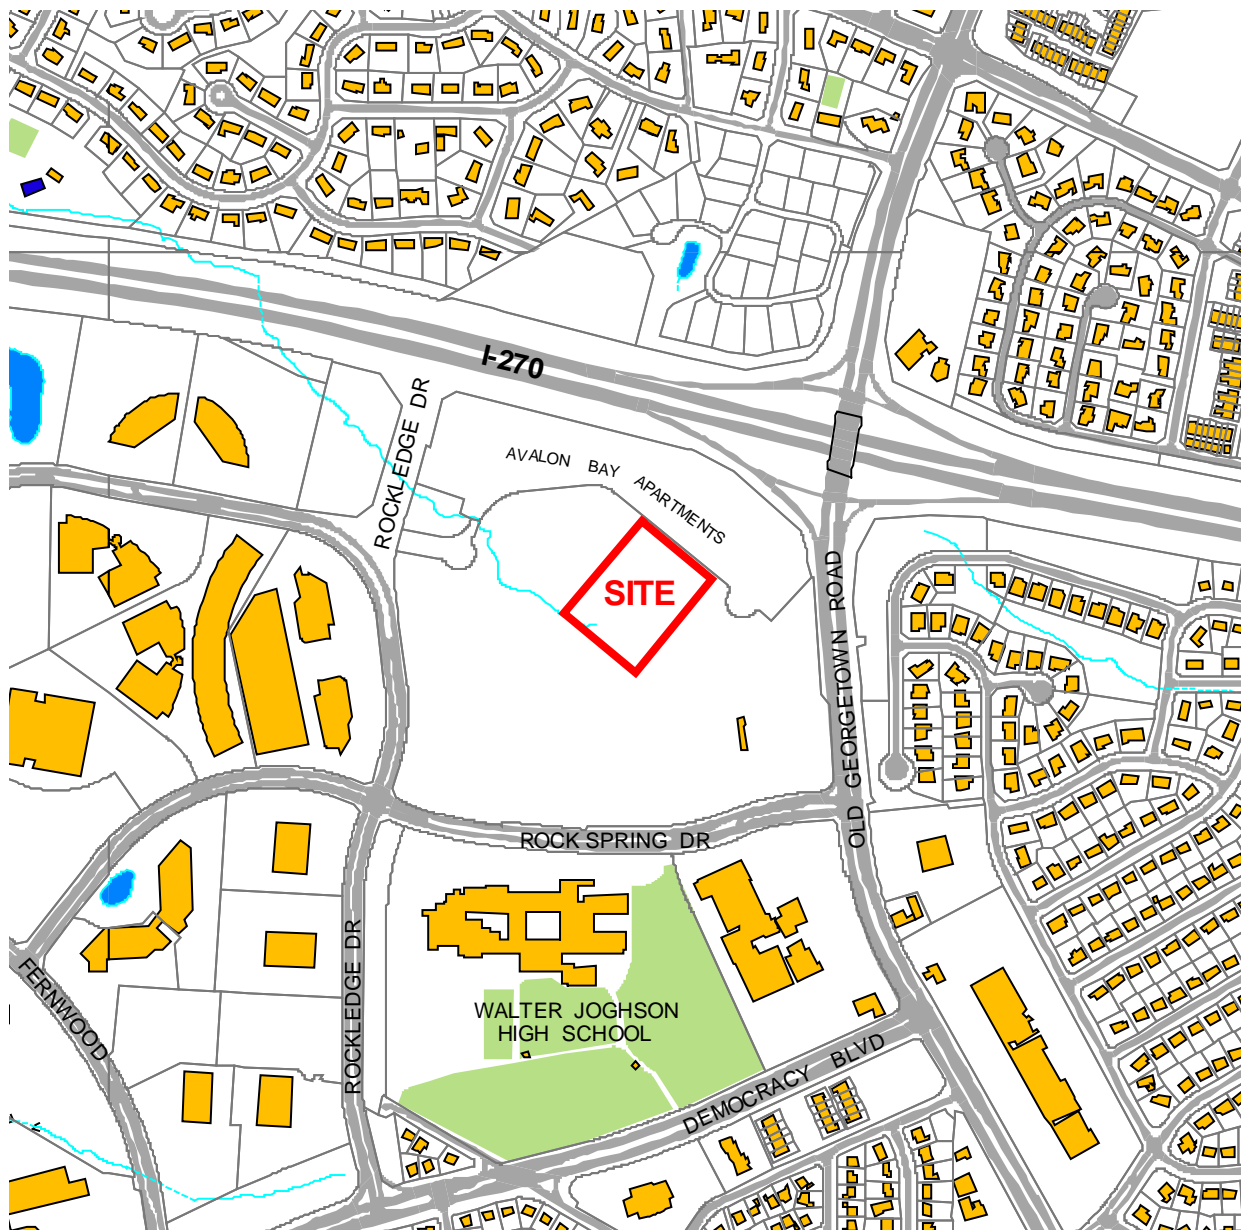 I-270
ROCKLEDGE DR
AVALON BAY APARTMENTS
SITE
OLD GEORGETOWN ROAD
ROCK SPRING DR
ROCKLEDGE DR
FERNWOOD
WALTER JOGHSON
HIGH SCHOOL
DEMOCRACY BLVD